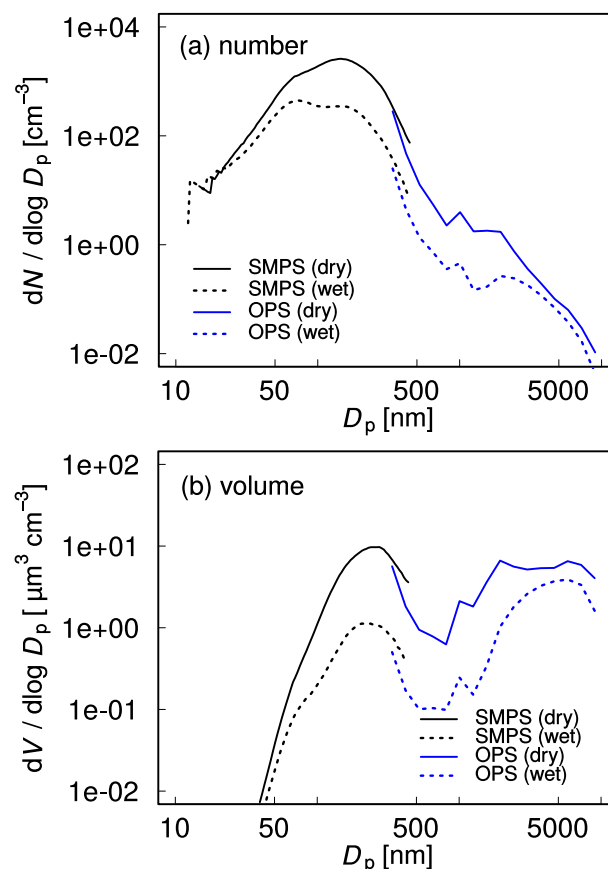 (a) number
1e+04
1e+02
1e+00
1e-02
dN / dlog Dp [cm−3]
SMPS (dry)
SMPS (wet)
OPS (dry)
OPS (wet)
10 50 500 5000
Dp [nm]
(b) volume
1e+02
1e+01
1e+00
1e-01
1e-02
dV / dlog Dp [ µm3 cm−3]
SMPS (dry)
SMPS (wet)
OPS (dry)
OPS (wet)
10 50 500 5000
Dp [nm]